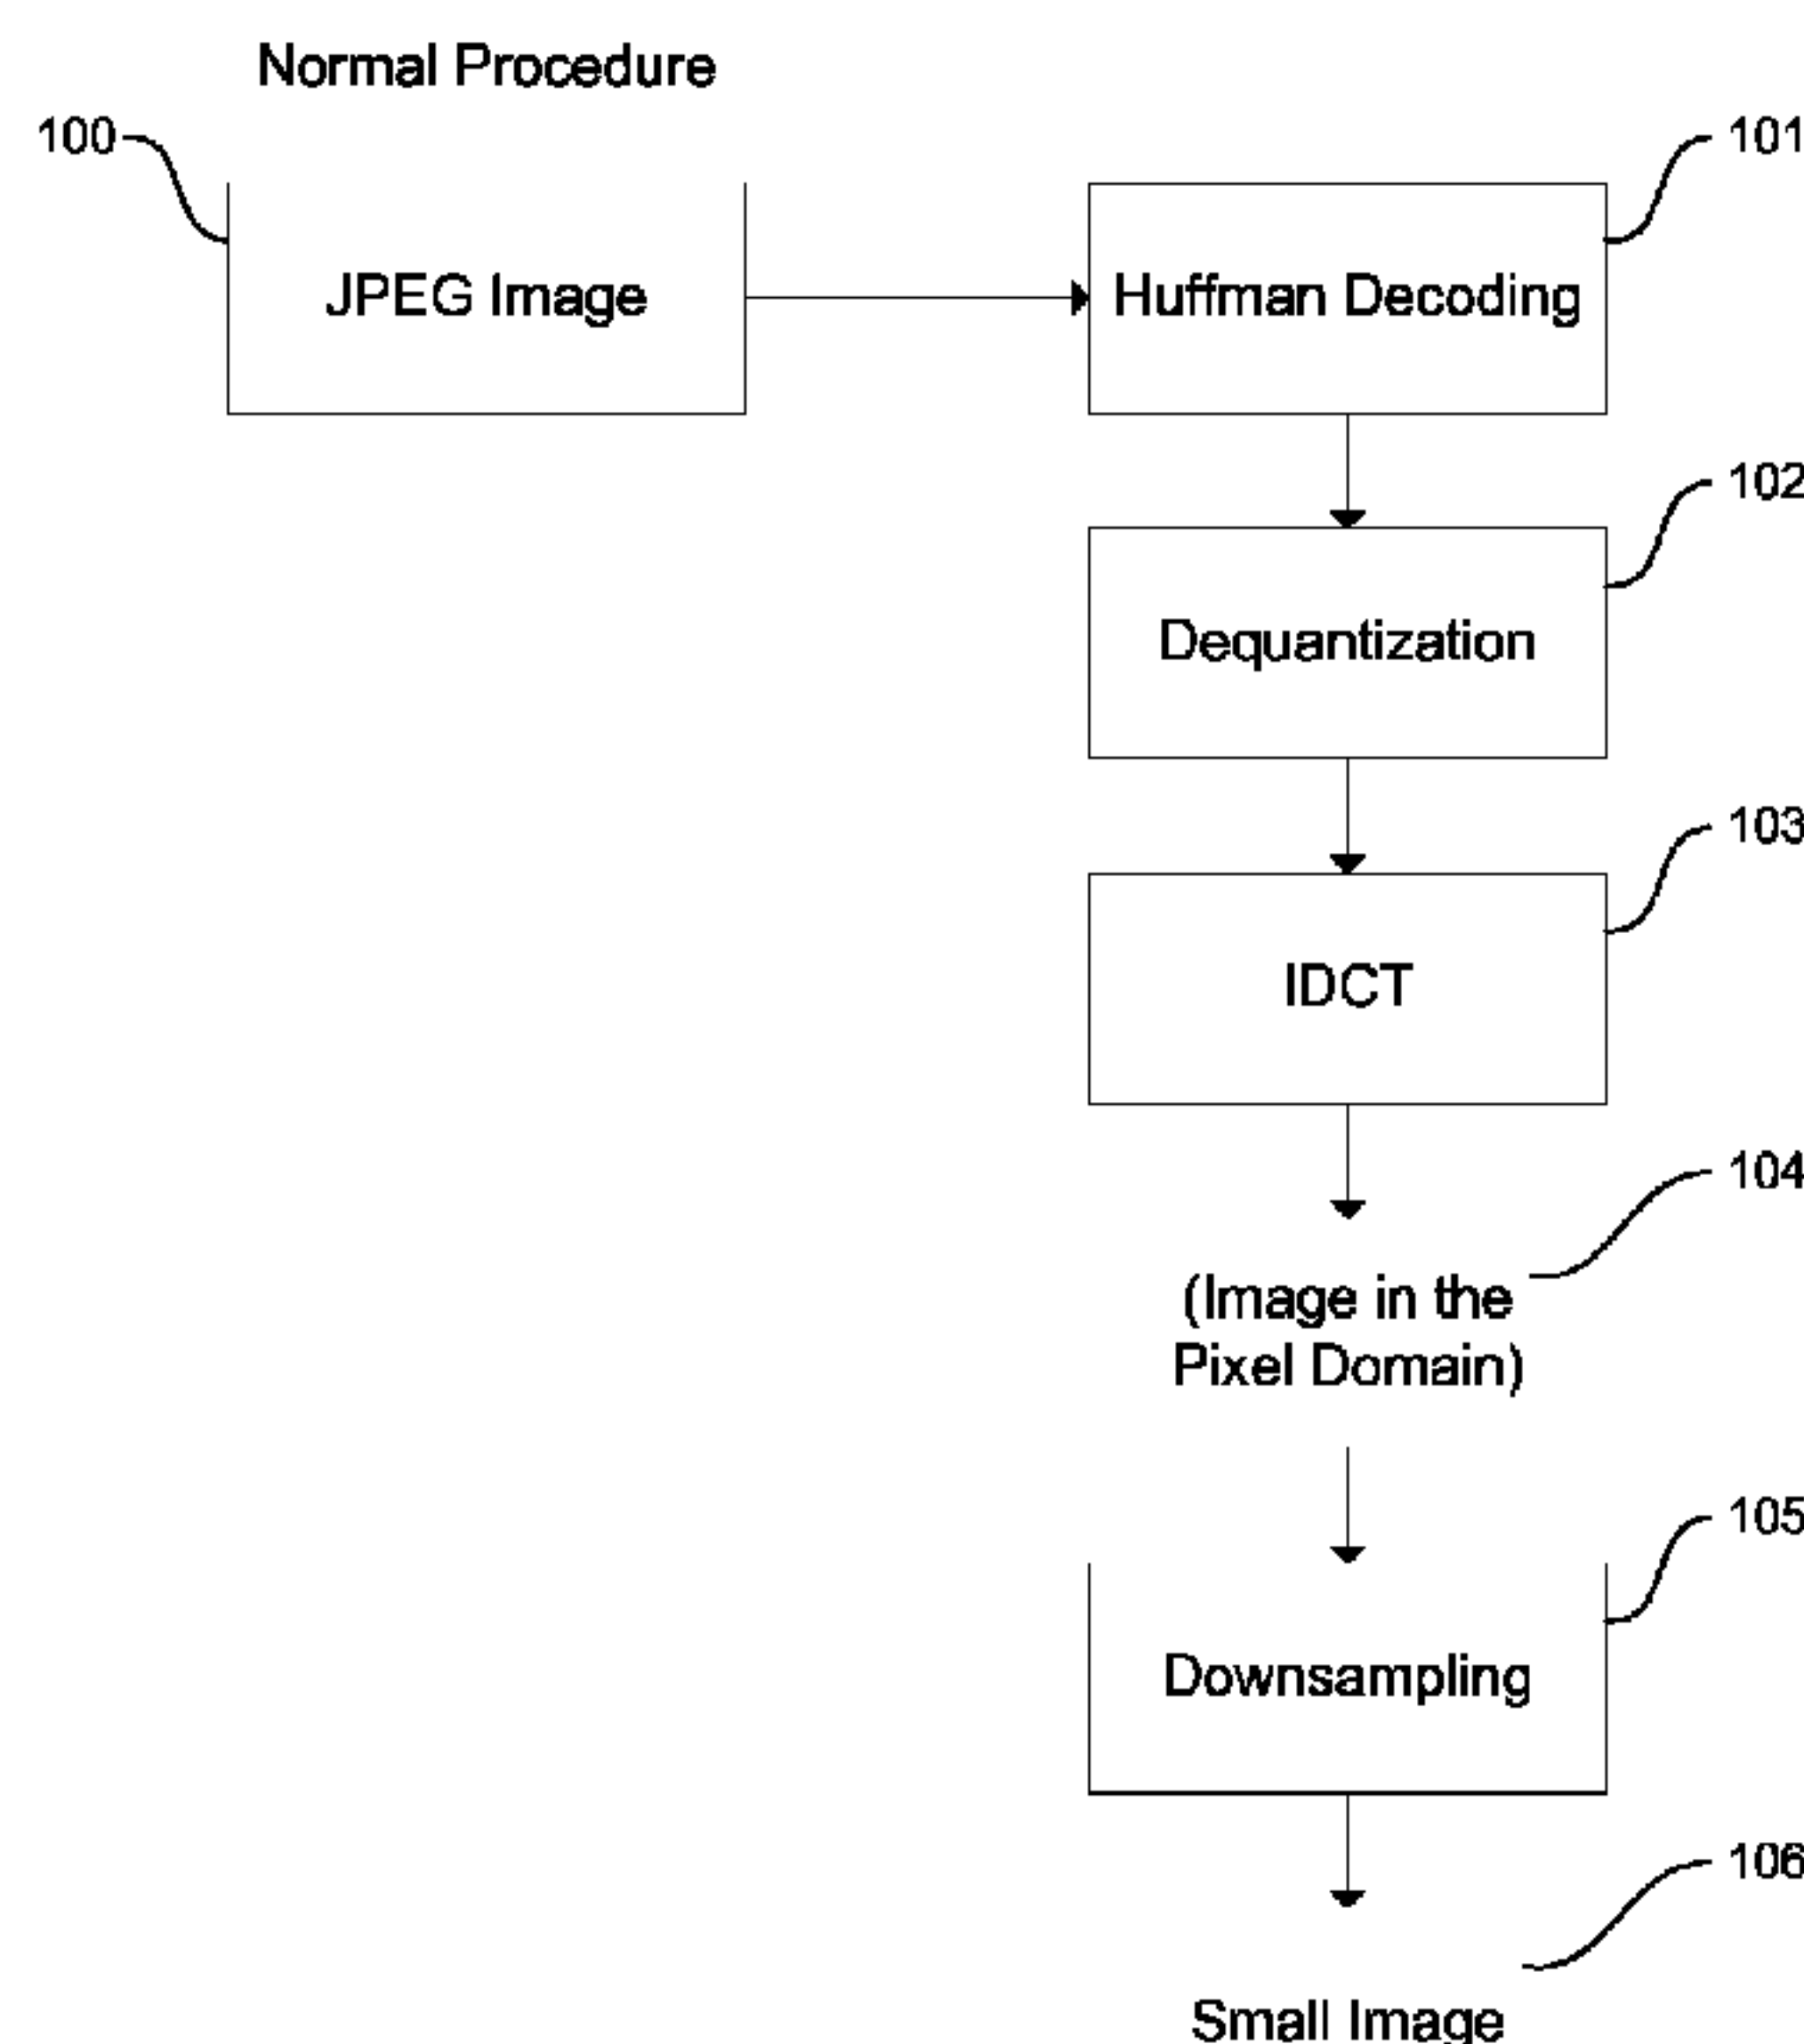 Normal Procedure
100
101
JPEG Image
Huffman Decoding
102
Dequantization
103
IDCT
104
(Image in the
Pixel Domain)
105
Downsampling
106
Small Image